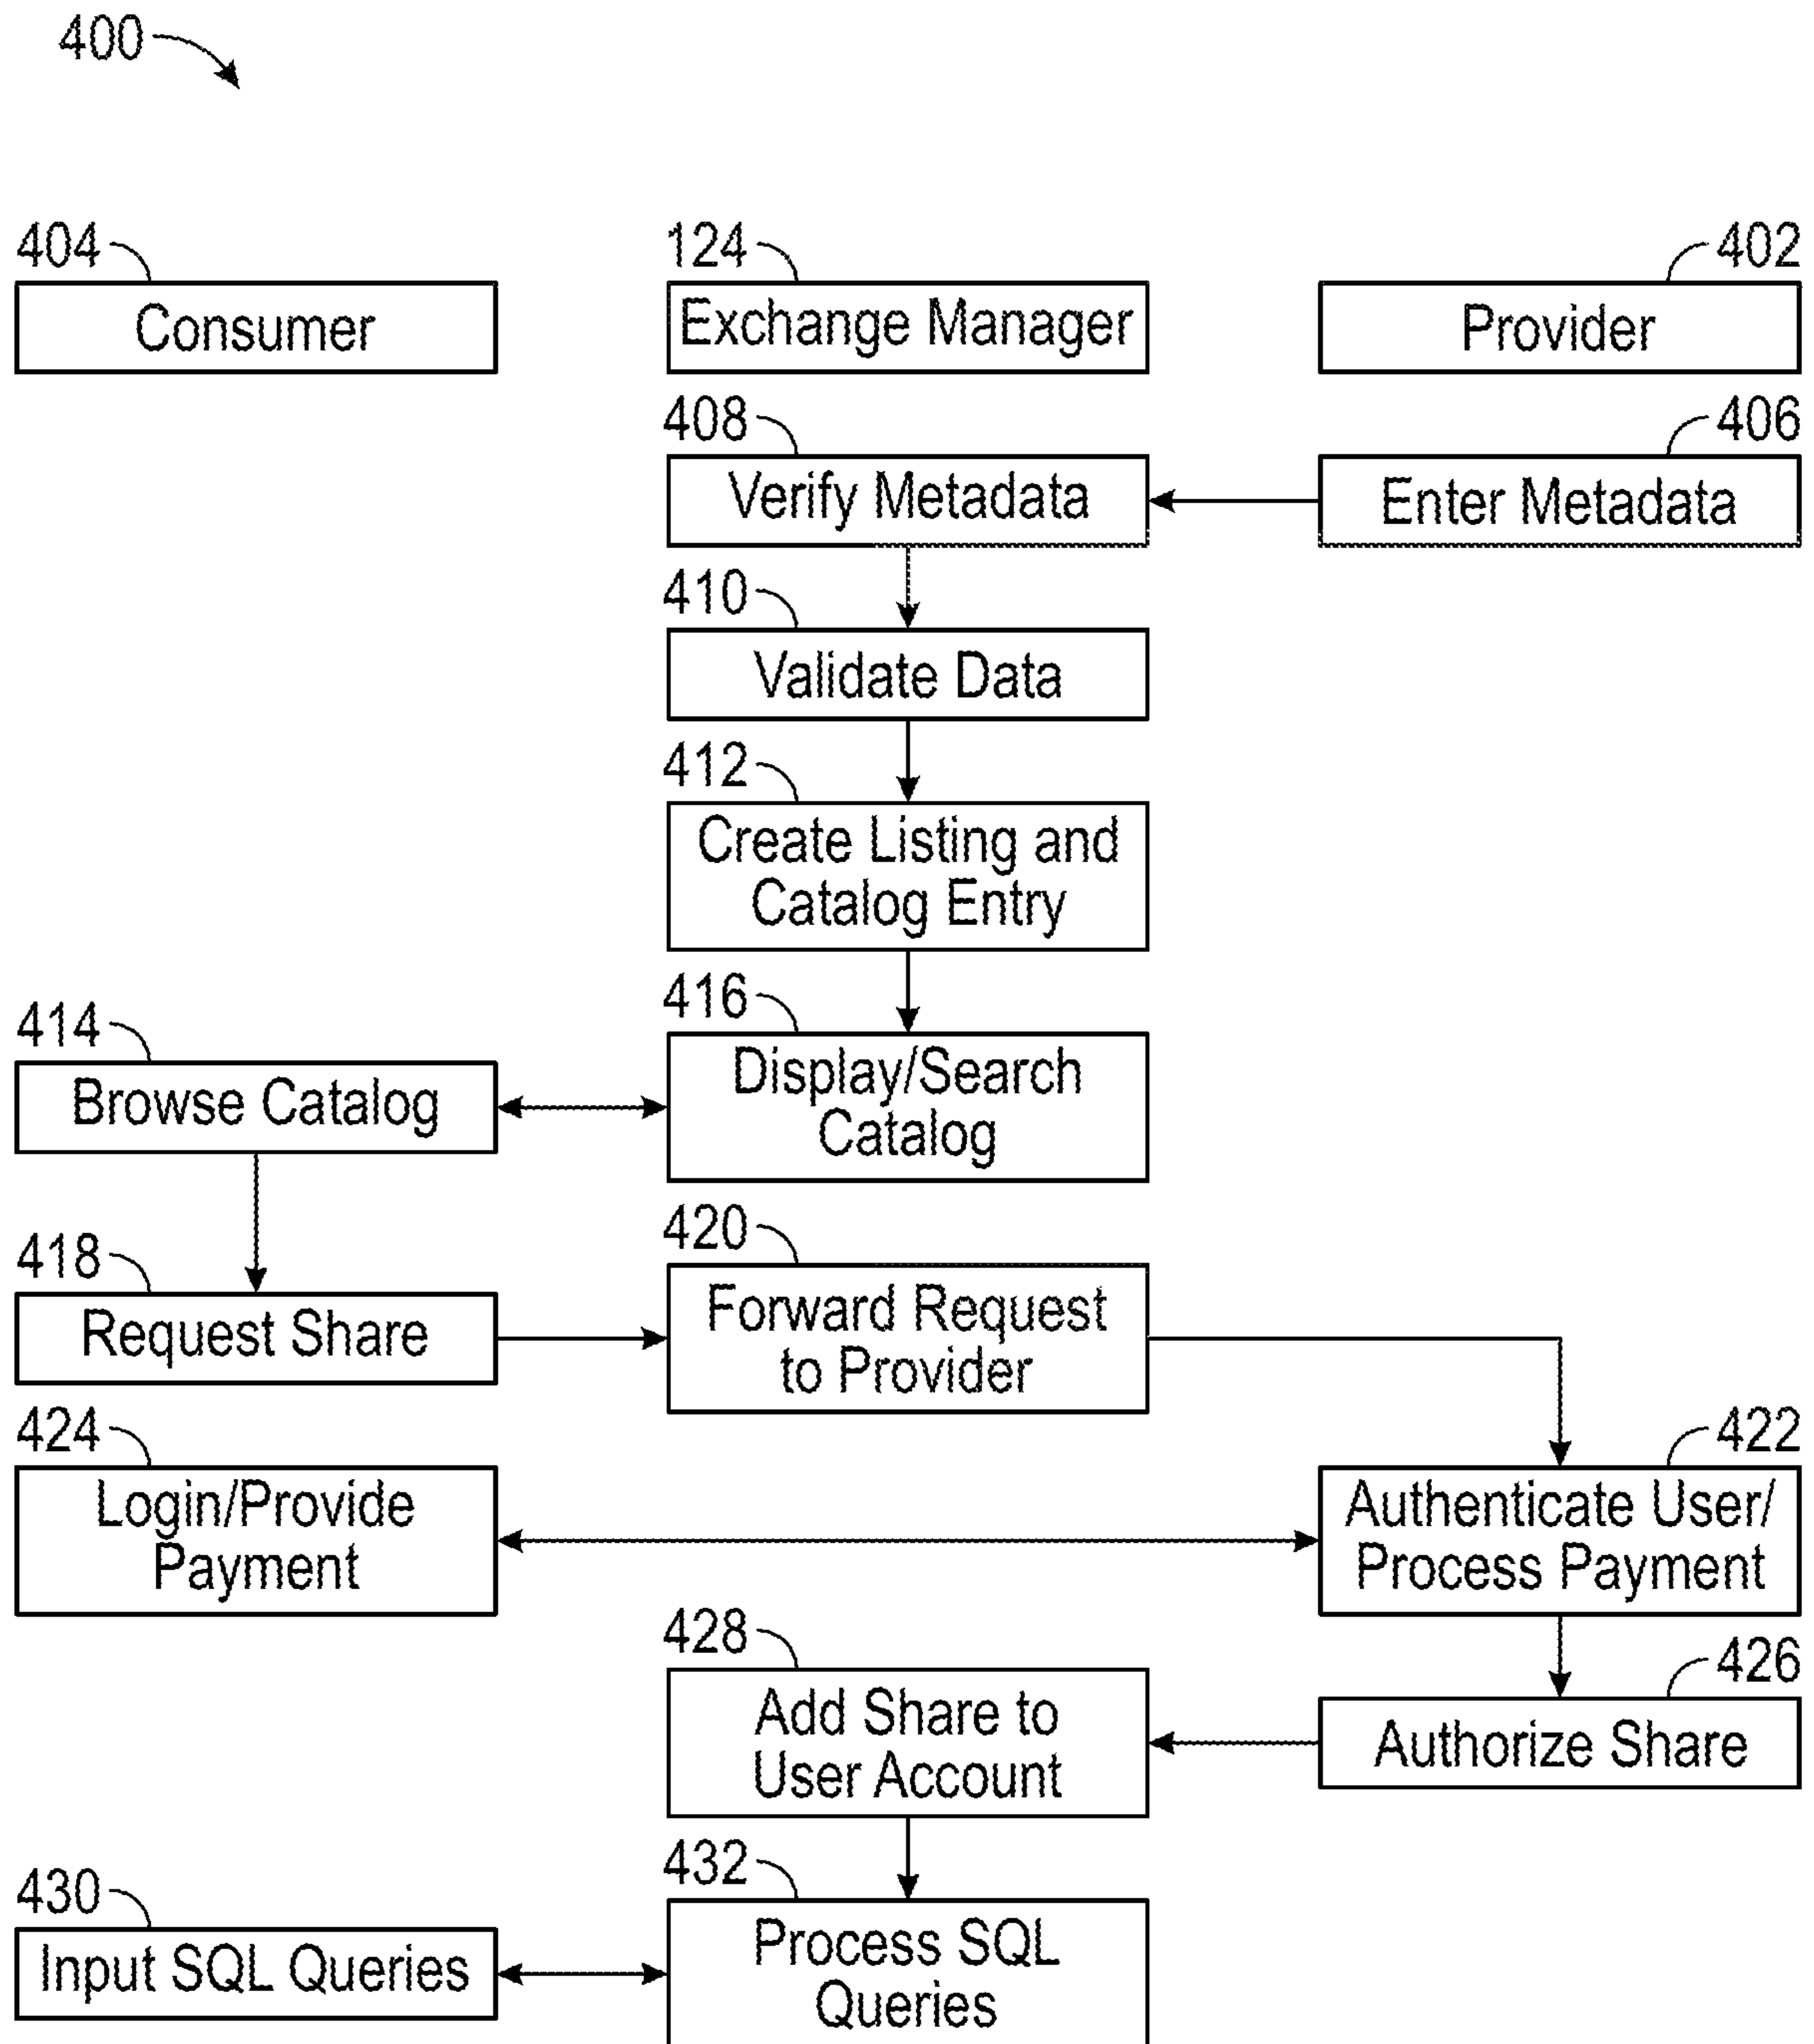 400
404
124
402
Consumer
Exchange Manager
Provider
408
406
Verify Metadata
Enter Metadata
410
Validate Data
412
Create Listing and
Catalog Entry
414
416
Browse Catalog
Display/Search
Catalog
418
420
Request Share
Forward Request
to Provider
424
422
Login/Provide
Payment
Authenticate User/
Process Payment
428
426
Add Share to
User Account
Authorize Share
430
432
Input SQL Queries
Process SQL
Queries